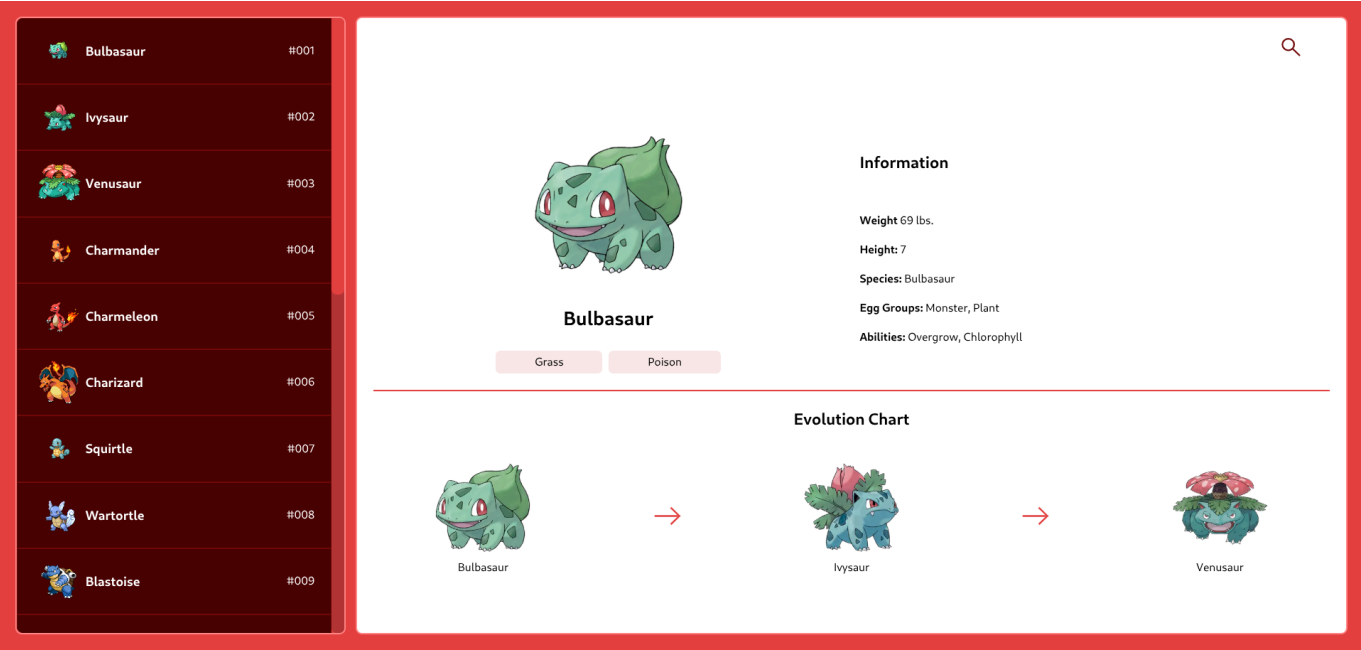 Bulbasaur #001
Ivysaur #002
Venusaur #003
Charmander #004
Charmeleon #005
Charizard #006
Squirtle #007
Wartortle #008
Blastoise #009
Bulbasaur
Grass Poison
Information
Weight 69 lbs.
Height: 7
Species: Bulbasaur
Egg Groups: Monster, Plant
Abilities: Overgrow, Chlorophyll
Evolution Chart
Bulbasaur Ivysaur Venusaur